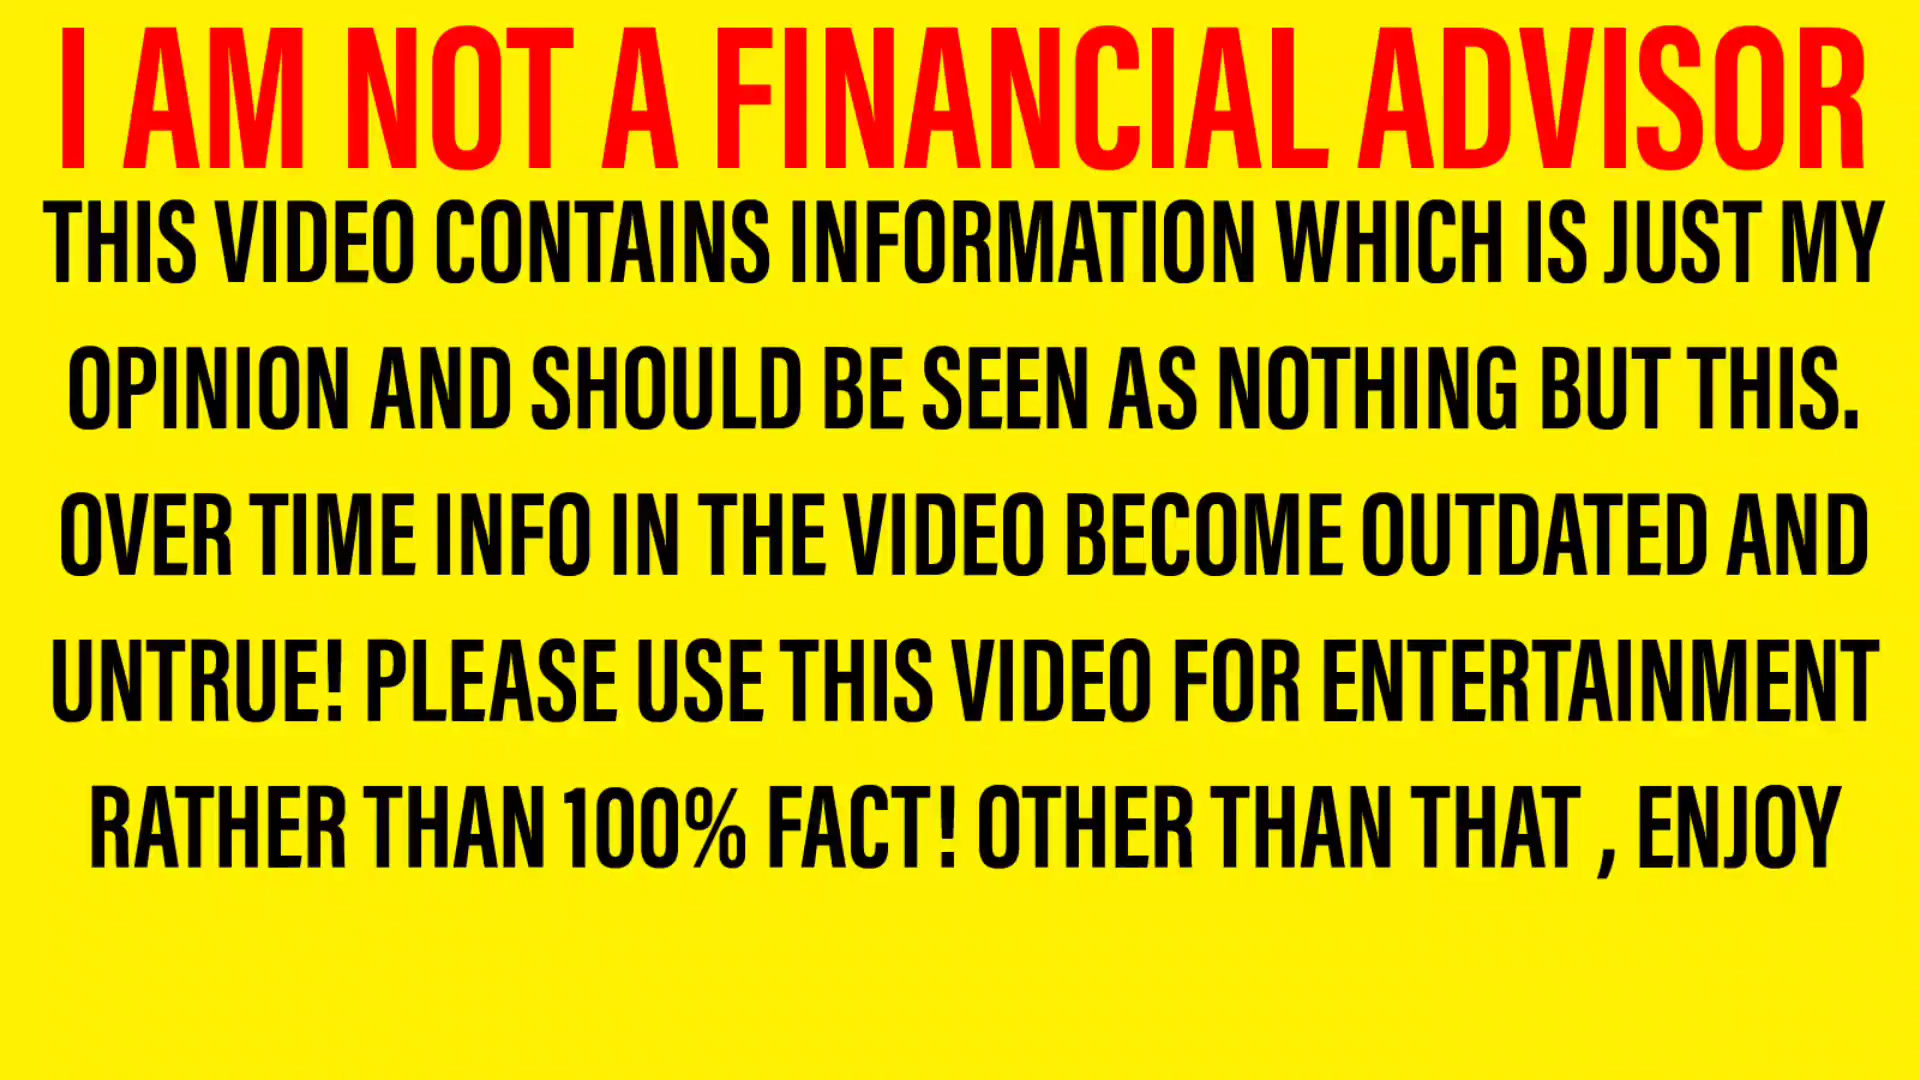 I AM NOT A FINANCIAL ADVISOR
THIS VIDEO CONTAINS INFORMATION WHICH IS JUST MY
OPINION AND SHOULD BE SEEN AS NOTHING BUT THIS.
OVER TIME INFO IN THE VIDEO BECOME OUTDATED AND
UNTRUE! PLEASE USE THIS VIDEO FOR ENTERTAINMENT
RATHER THAN 100% FACT! OTHER THAN THAT , ENJOY